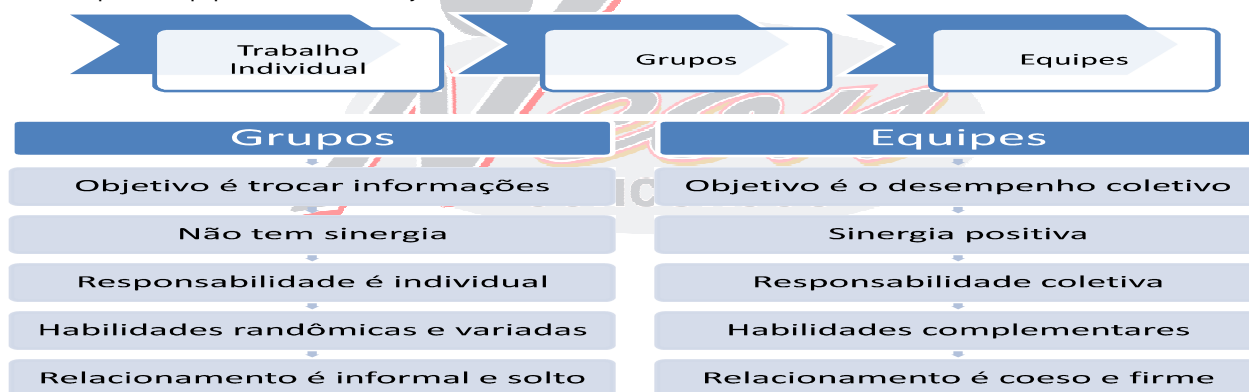 Trabalho
Individual
Grupos
Equipes
Grupos
Equipes
Objetivo é trocar informações
Objetivo é o desempenho coletivo
Não tem sinergia
Sinergia positiva
Responsabilidade é individual
Responsabilidade coletiva
Habilidades randômicas e variadas
Habilidades complementares
Relacionamento é informal e solto
Relacionamento é coeso e firme